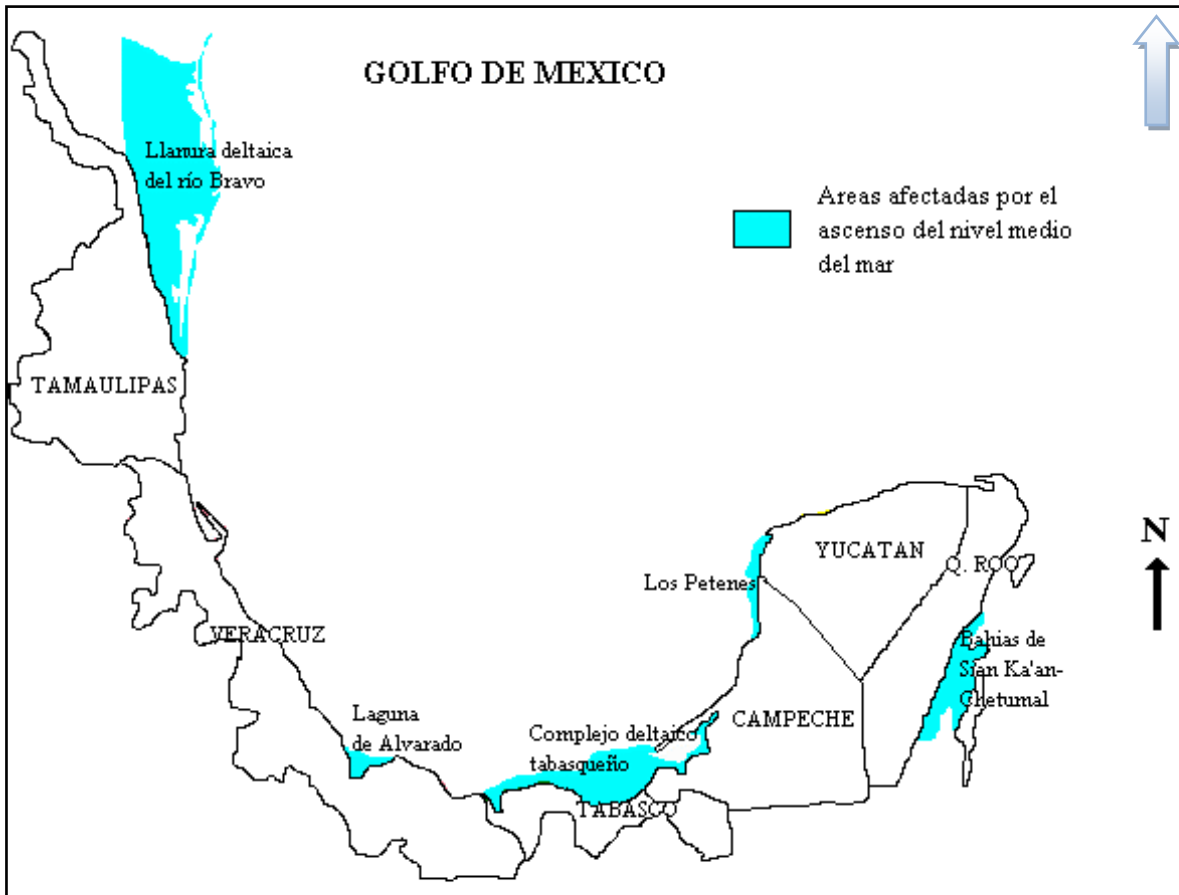 GOLFO DE MEXICO
Llanura deltaica
del río Bravo
Areas afectadas por el
ascenso del nivel medio
del mar
TAMAULIPAS
N
YUCATAN
Q. ROO
Los Petenes
VERACRUZ
Bahias de
Sian Ka'an-
Chetumal
Laguna
de Alvarado
Complejo deltaico
tabasqueño
CAMPECHE
TABASCO